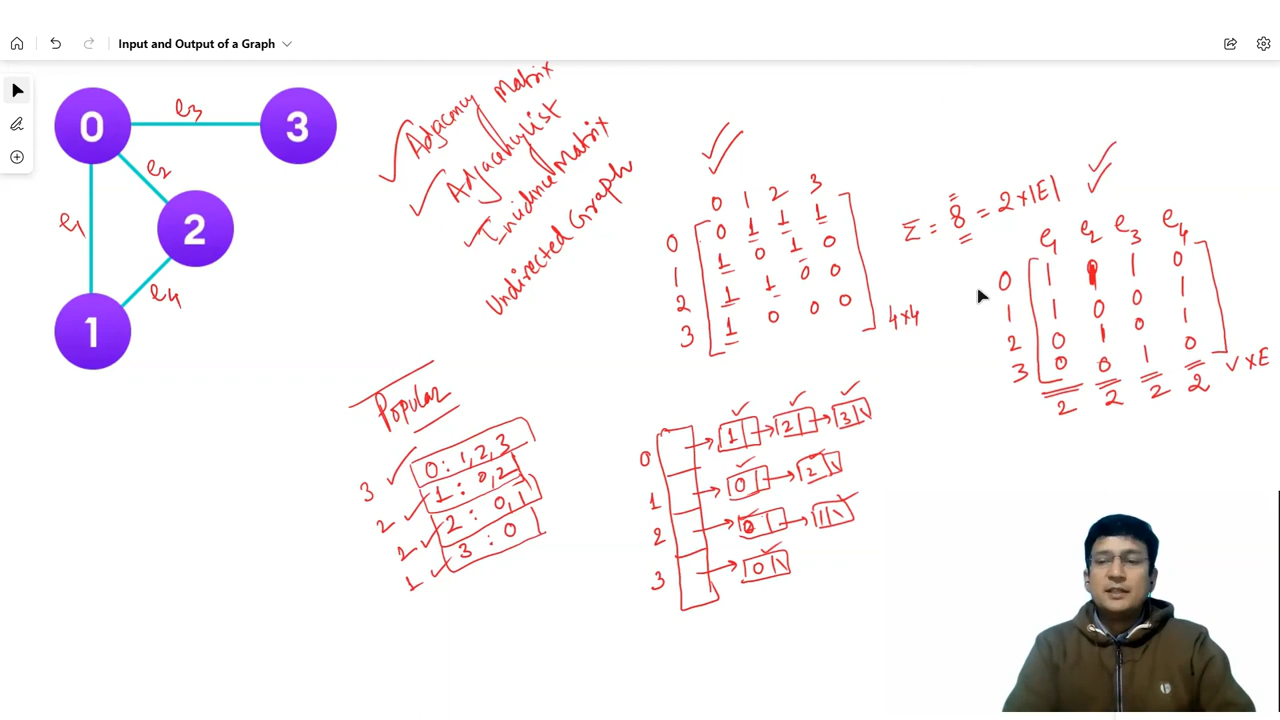 Input and Output of a Graph
0
3
2
1
e3
e2
e1
e4
Adjacency Matrix
Adjacency list
Incidence Matrix
Undirected Graph
0 1 2 3
0 0 1 1 1
1 1 0 1 0
2 1 1 0 0
3 1 0 0 0
4x4
Σ = 8 = 2x|E|
e1 e2 e3 e4
0 1 1 1 0
1 1 0 0 1
2 0 1 0 1
3 0 0 1 0
VxE
2 2 2 2
Popular
3 0: 1,2,3
2 1: 0,2
2 2: 0,1
1 3: 0
0 1 2 3
1 0 2
2 0 1
3 0